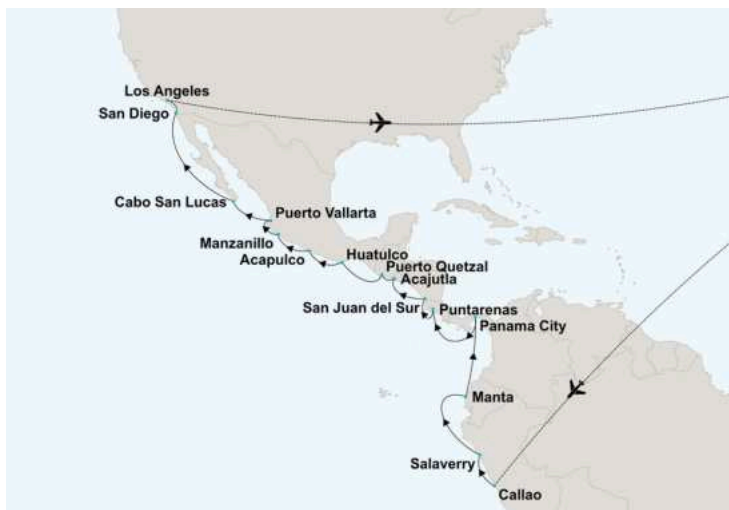 Los Angeles
San Diego
Cabo San Lucas
Puerto Vallarta
Manzanillo
Acapulco
Huatulco
Puerto Quetzal
Acajutla
San Juan del Sur
Puntarenas
Panama City
Manta
Salaverry
Callao